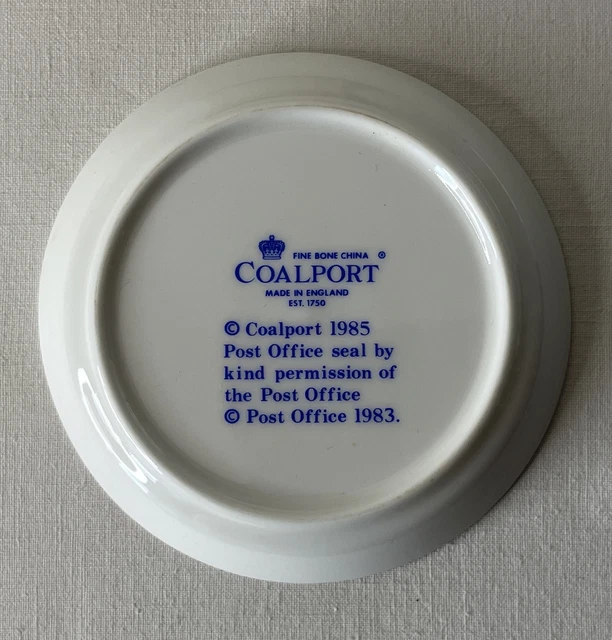 FINE BONE CHINA ®
COALPORT
MADE IN ENGLAND
EST. 1750
© Coalport 1985
Post Office seal by
kind permission of
the Post Office
© Post Office 1983.